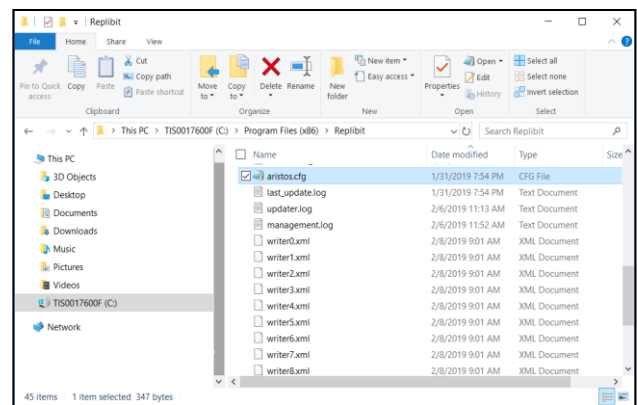 Replibit
File Home Share View
Pin to Quick access
Copy
Paste
Cut
Copy path
Paste shortcut
Clipboard
Move to
Copy to
Delete
Rename
Organize
New folder
New item
Easy access
New
Properties
Open
Edit
History
Open
Select all
Select none
Invert selection
Select
This PC > TIS0017600F (C:) > Program Files (x86) > Replibit
Search Replibit
This PC
3D Objects
Desktop
Documents
Downloads
Music
Pictures
Videos
TIS0017600F (C:)
Network
Name Date modified Type Size
aristos.cfg 1/31/2019 7:54 PM CFG File
last_update.log 1/31/2019 7:54 PM Text Document
updater.log 2/6/2019 11:13 AM Text Document
management.log 2/6/2019 11:52 AM Text Document
writer0.xml 2/8/2019 9:01 AM XML Document
writer1.xml 2/8/2019 9:01 AM XML Document
writer2.xml 2/8/2019 9:01 AM XML Document
writer3.xml 2/8/2019 9:01 AM XML Document
writer4.xml 2/8/2019 9:01 AM XML Document
writer5.xml 2/8/2019 9:01 AM XML Document
writer6.xml 2/8/2019 9:01 AM XML Document
writer7.xml 2/8/2019 9:01 AM XML Document
writer8.xml 2/8/2019 9:01 AM XML Document
45 items 1 item selected 347 bytes